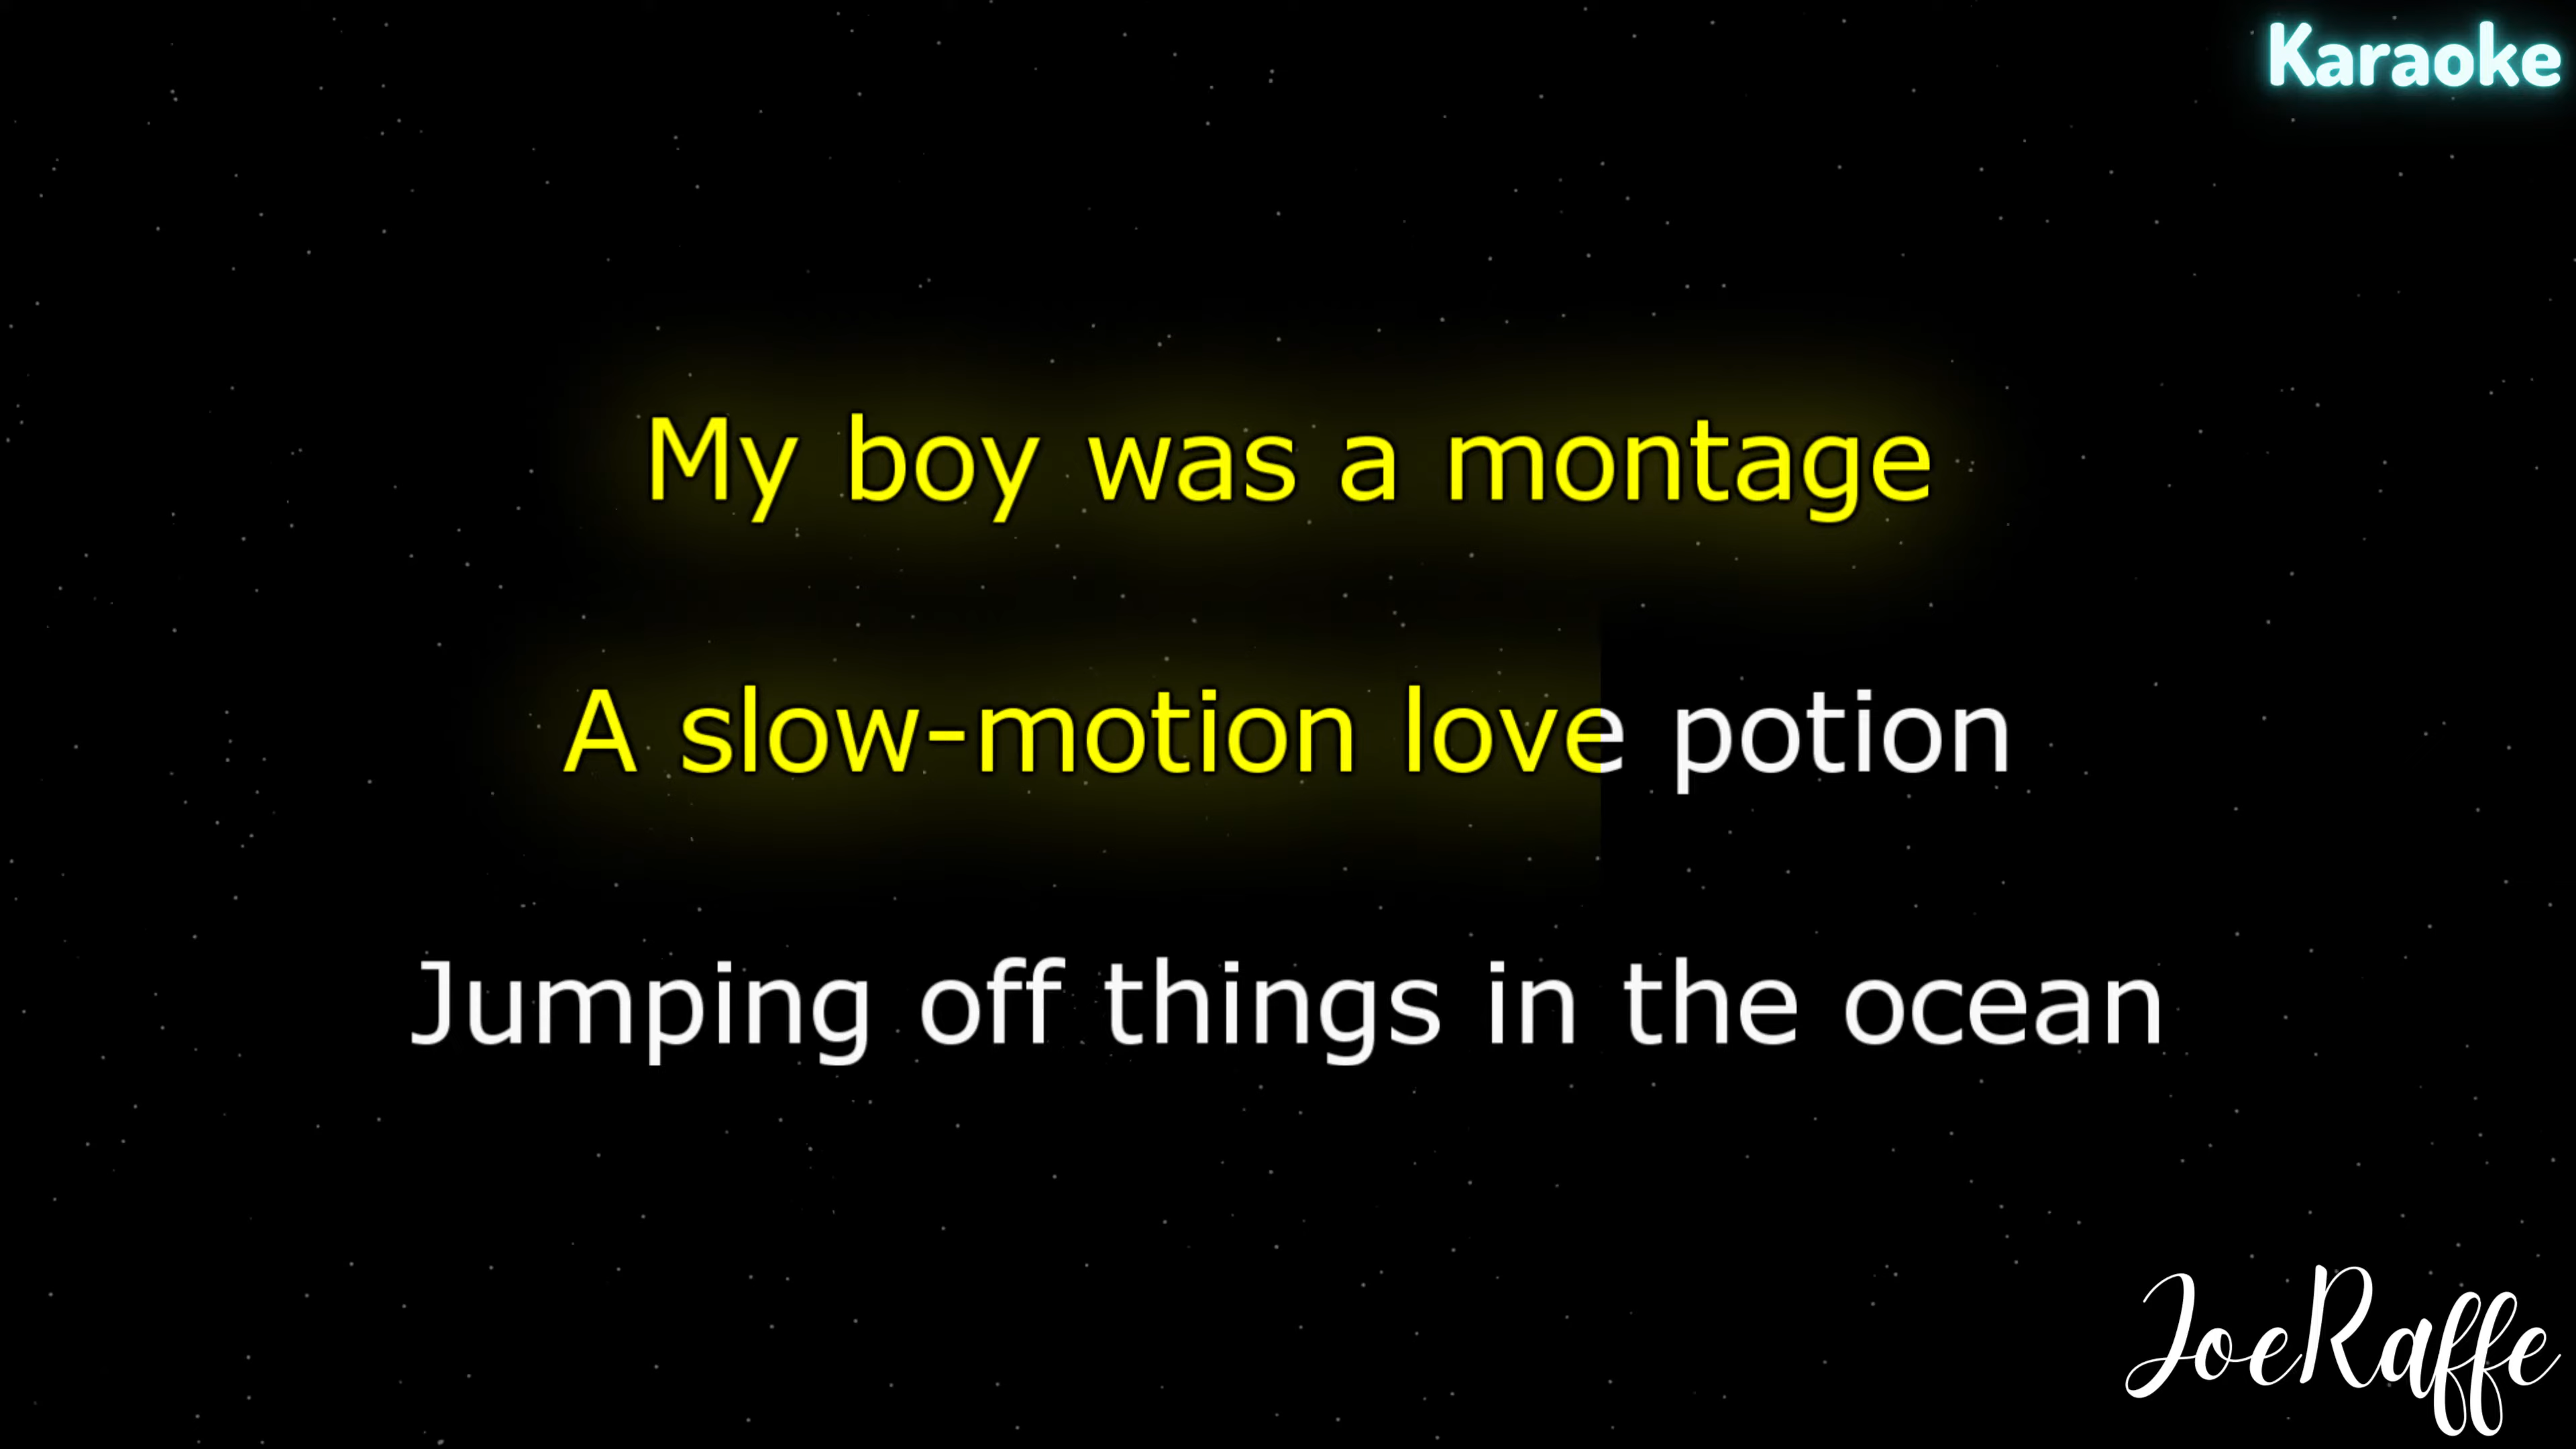 Karaoke
My boy was a montage
A slow-motion love potion
Jumping off things in the ocean
JoeRaffe